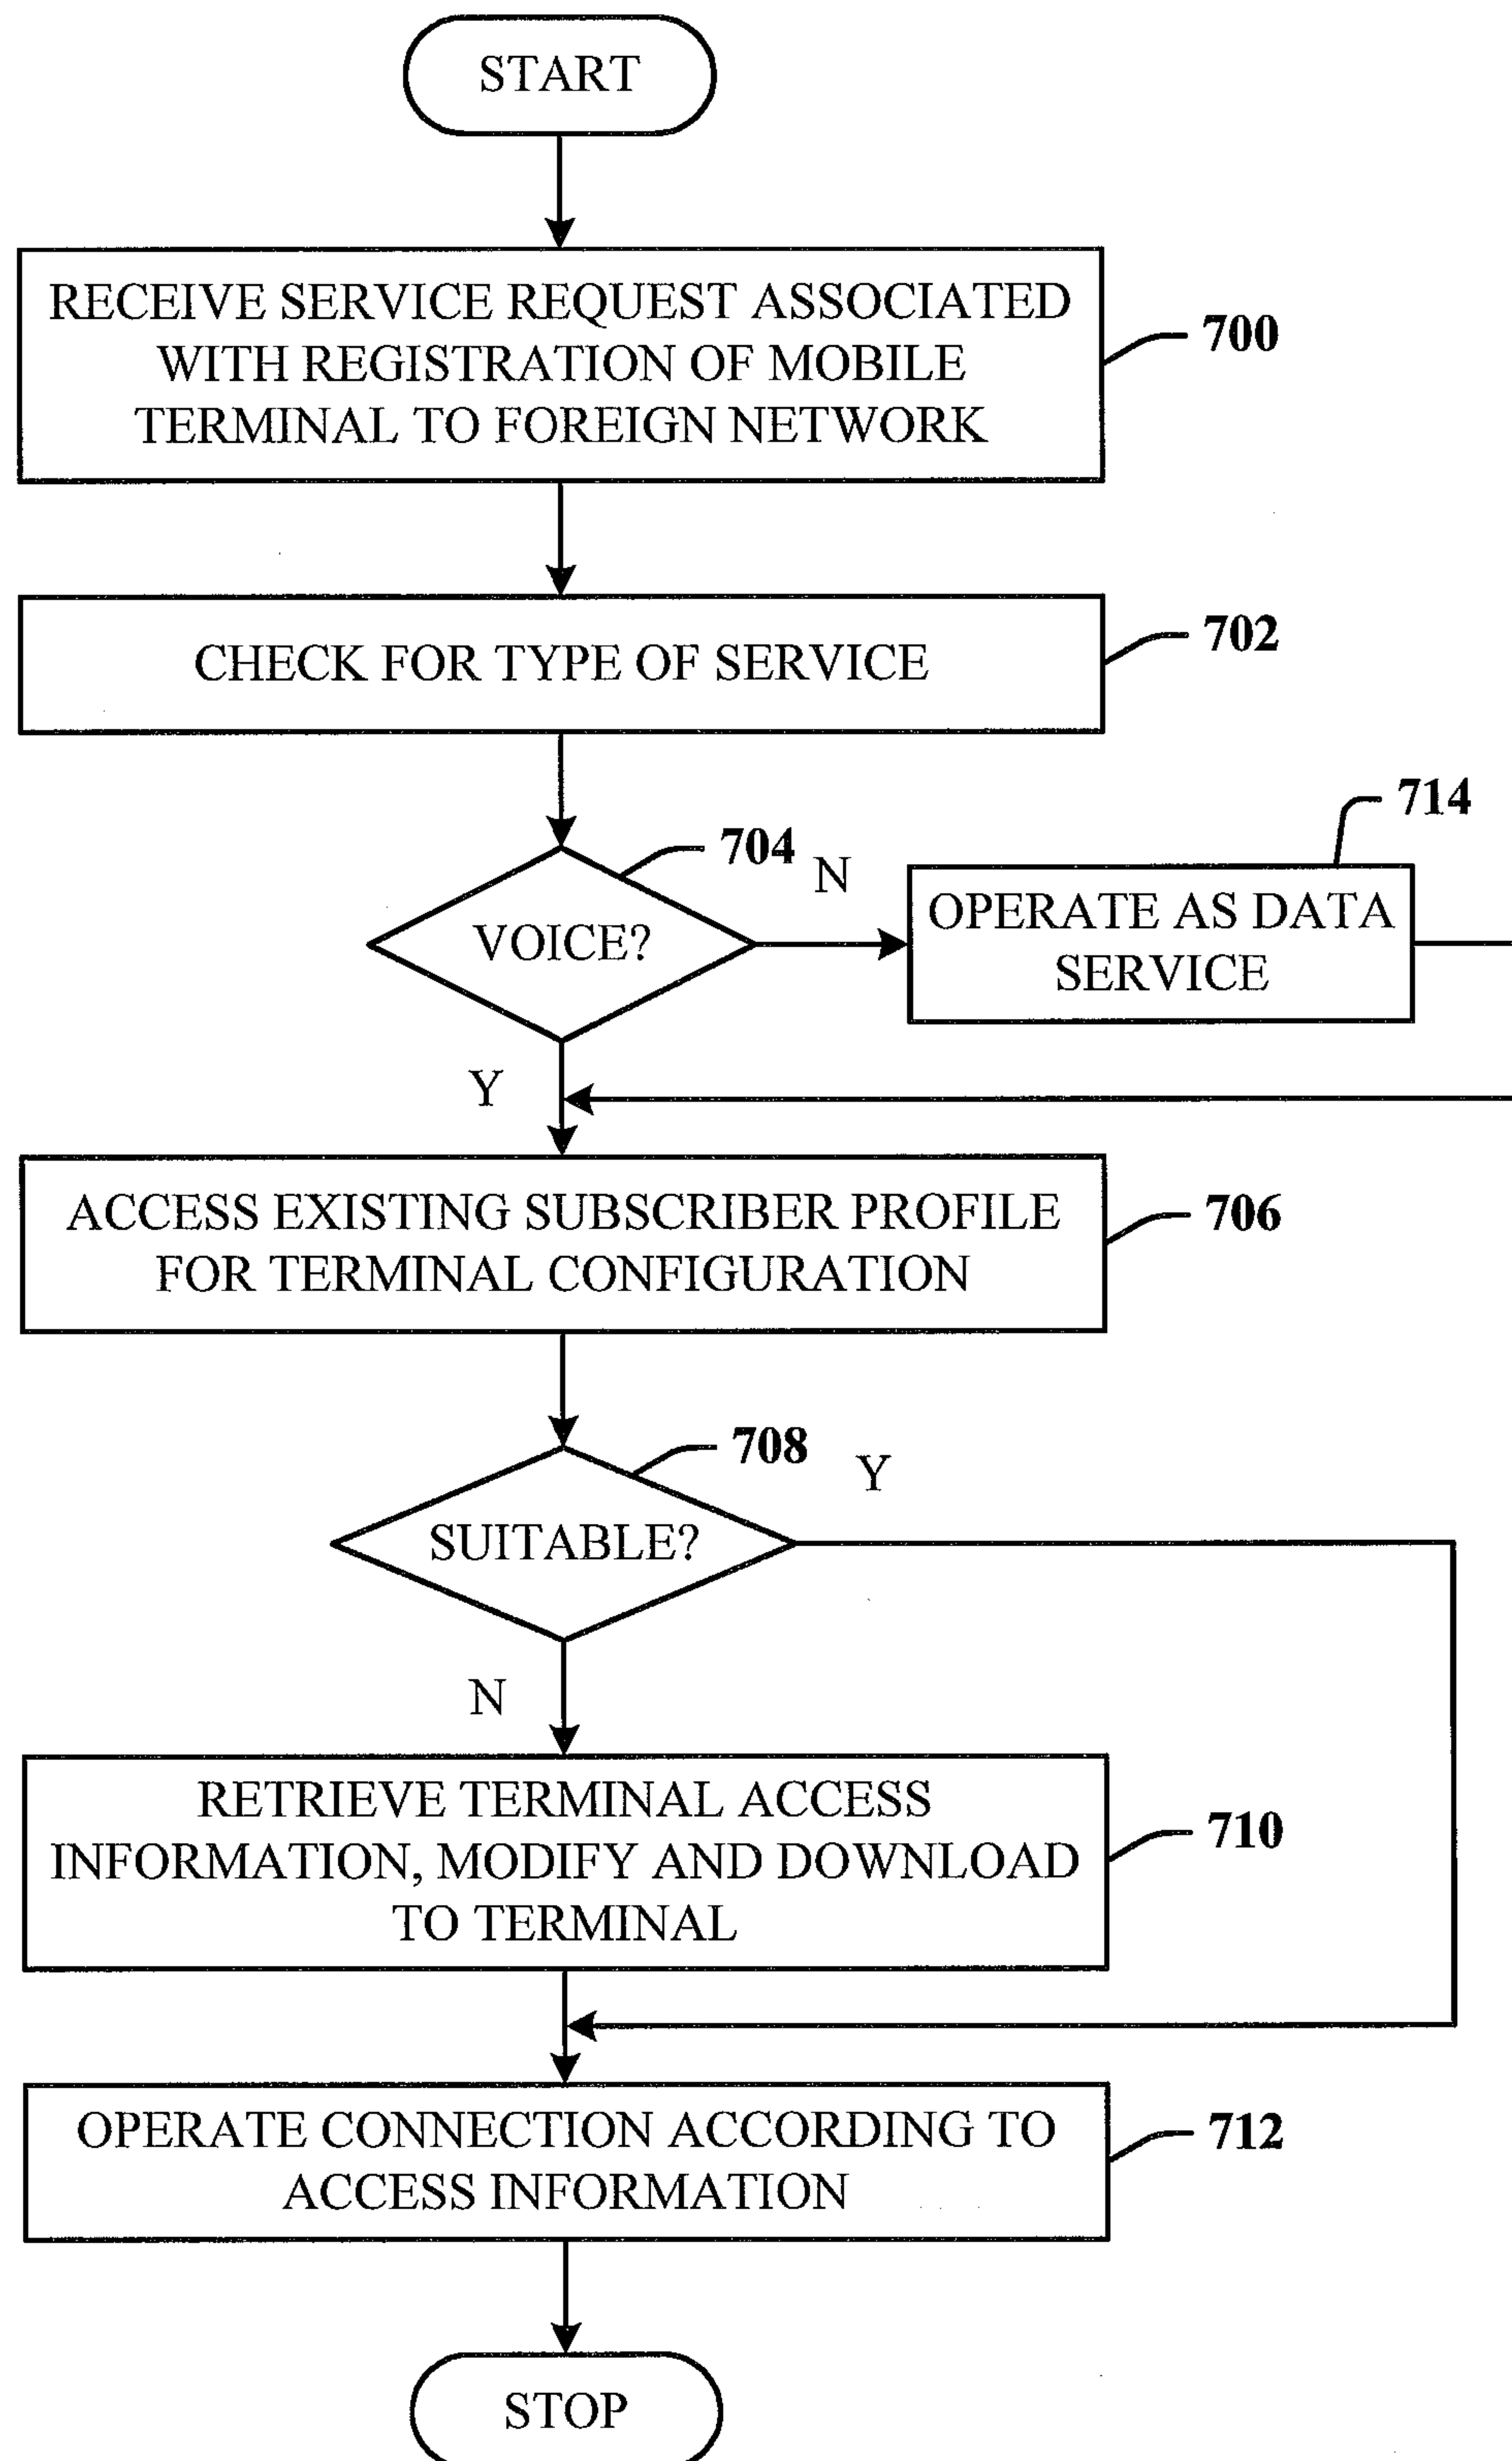 START
RECEIVE SERVICE REQUEST ASSOCIATED
WITH REGISTRATION OF MOBILE
TERMINAL TO FOREIGN NETWORK
700
CHECK FOR TYPE OF SERVICE
702
704
VOICE?
N
714
OPERATE AS DATA
SERVICE
Y
ACCESS EXISTING SUBSCRIBER PROFILE
FOR TERMINAL CONFIGURATION
706
708
SUITABLE?
Y
N
RETRIEVE TERMINAL ACCESS
INFORMATION, MODIFY AND DOWNLOAD
TO TERMINAL
710
OPERATE CONNECTION ACCORDING TO
ACCESS INFORMATION
712
STOP